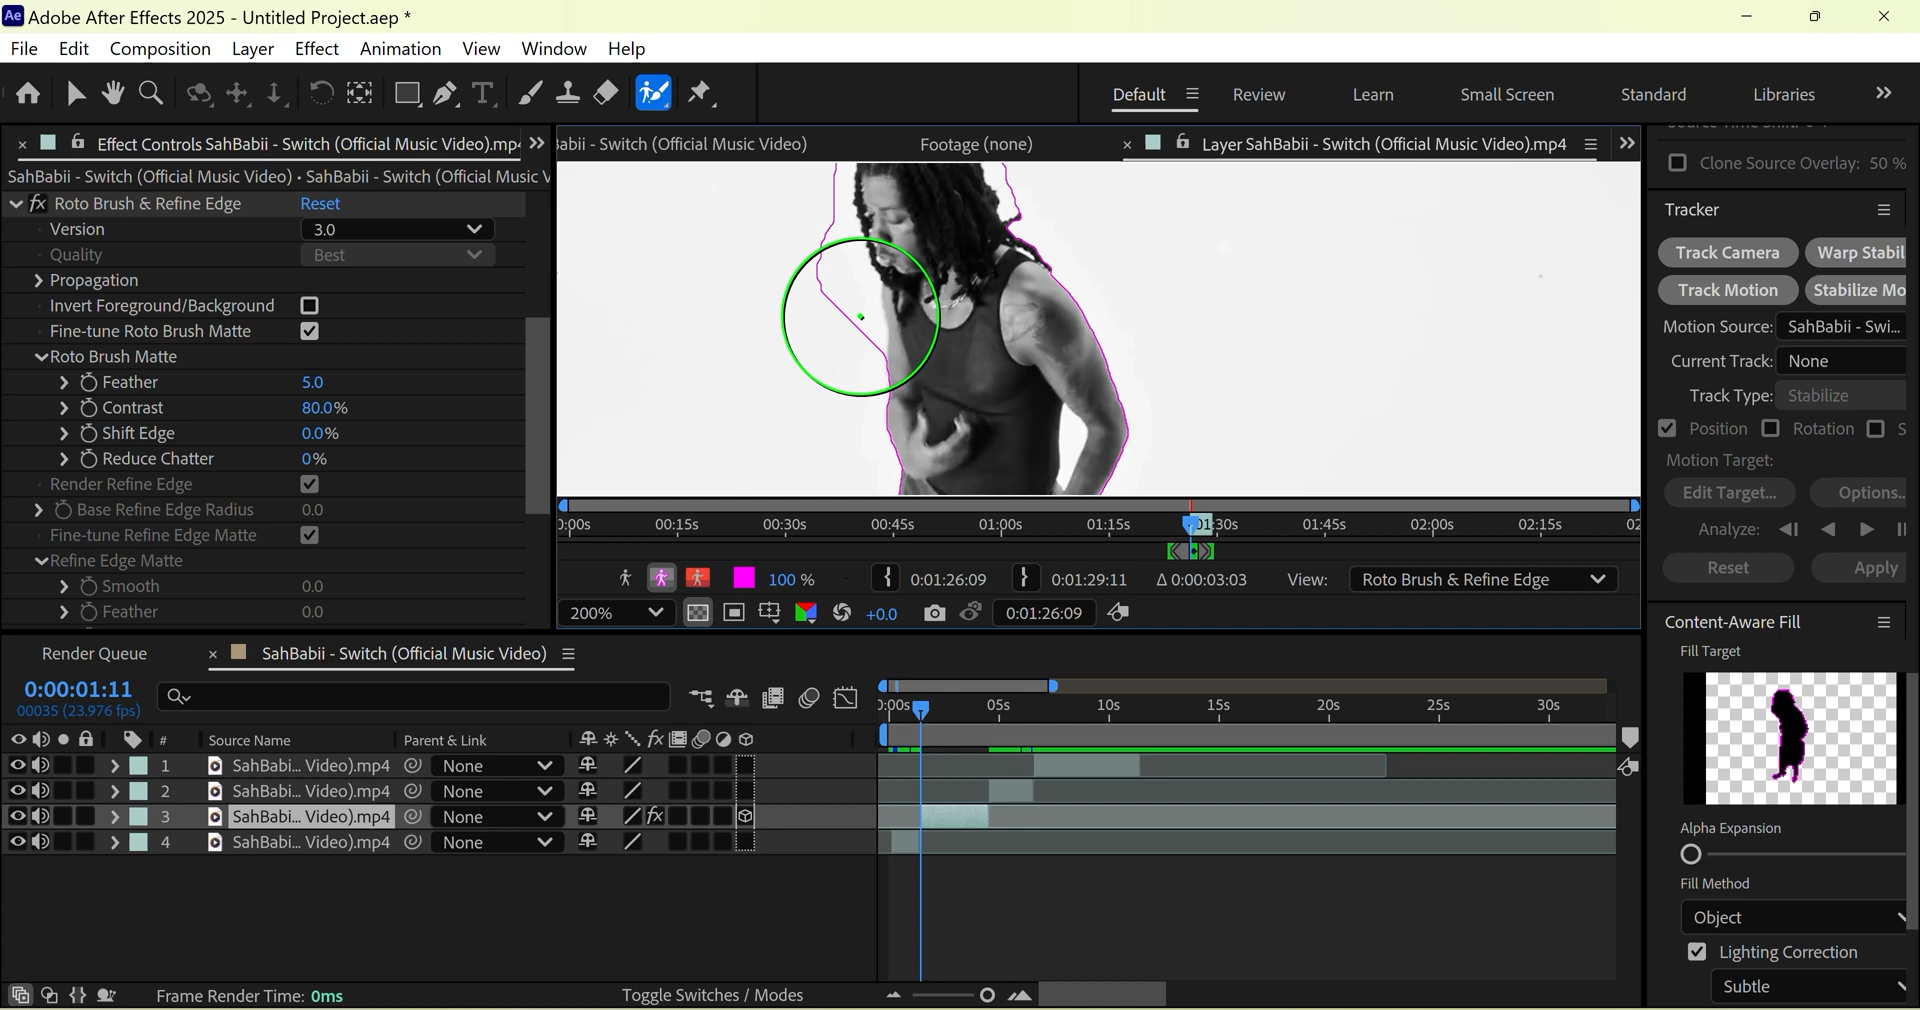 Ae Adobe After Effects 2025 - Untitled Project.aep *
File Edit Composition Layer Effect Animation View Window Help
Default Review Learn Small Screen Standard Libraries
Effect Controls SahBabii - Switch (Official Music Video).mp
SahBabii - Switch (Official Music Video) • SahBabii - Switch (Official Music V
fx Roto Brush & Refine Edge Reset
Version 3.0
Quality Best
Propagation
Invert Foreground/Background
Fine-tune Roto Brush Matte
Roto Brush Matte
Feather 5.0
Contrast 80.0%
Shift Edge 0.0%
Reduce Chatter 0%
Render Refine Edge
Base Refine Edge Radius 0.0
Fine-tune Refine Edge Matte
Refine Edge Matte
Smooth 0.0
Feather 0.0
abii - Switch (Official Music Video) Footage (none) Layer SahBabii - Switch (Official Music Video).mp4
0:00s 00:15s 00:30s 00:45s 01:00s 01:15s 01:30s 01:45s 02:00s 02:15s 02
100 % 0:01:26:09 0:01:29:11 Δ 0:00:03:03 View: Roto Brush & Refine Edge
200% +0.0 0:01:26:09
Clone Source Overlay: 50 %
Tracker
Track Camera Warp Stabil
Track Motion Stabilize Mo
Motion Source: SahBabii - Swi...
Current Track: None
Track Type: Stabilize
Position Rotation S
Motion Target:
Edit Target... Options..
Analyze:
Reset Apply
Content-Aware Fill
Fill Target
Alpha Expansion
Fill Method
Object
Lighting Correction
Subtle
Render Queue SahBabii - Switch (Official Music Video)
0:00:01:11
00035 (23.976 fps)
0:00s 05s 10s 15s 20s 25s 30s
# Source Name Parent & Link fx
1 SahBabi... Video).mp4 None
2 SahBabi... Video).mp4 None
3 SahBabi... Video).mp4 None fx
4 SahBabi... Video).mp4 None
Frame Render Time: 0ms Toggle Switches / Modes